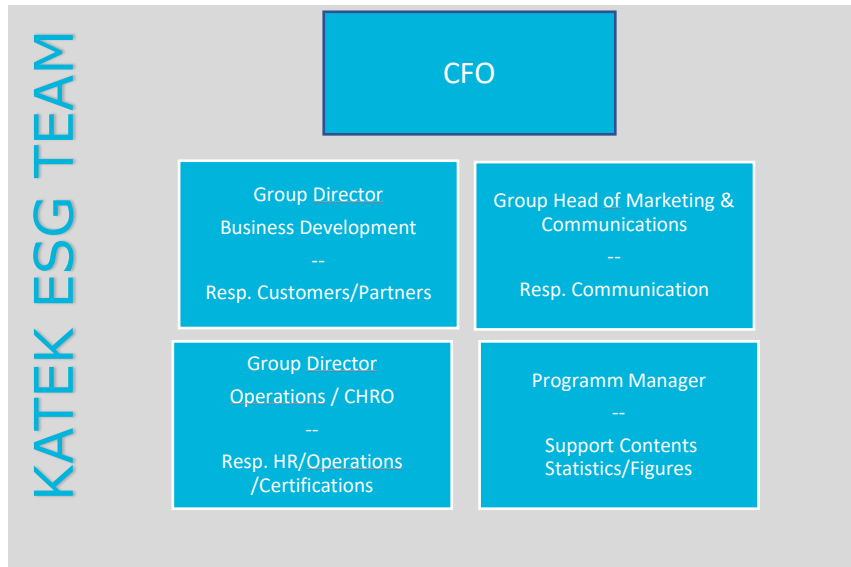 KATEK ESG TEAM
CFO
Group Director
Business Development
--
Resp. Customers/Partners
Group Head of Marketing &
Communications
--
Resp. Communication
Group Director
Operations / CHRO
--
Resp. HR/Operations
/Certifications
Programm Manager
--
Support Contents
Statistics/Figures